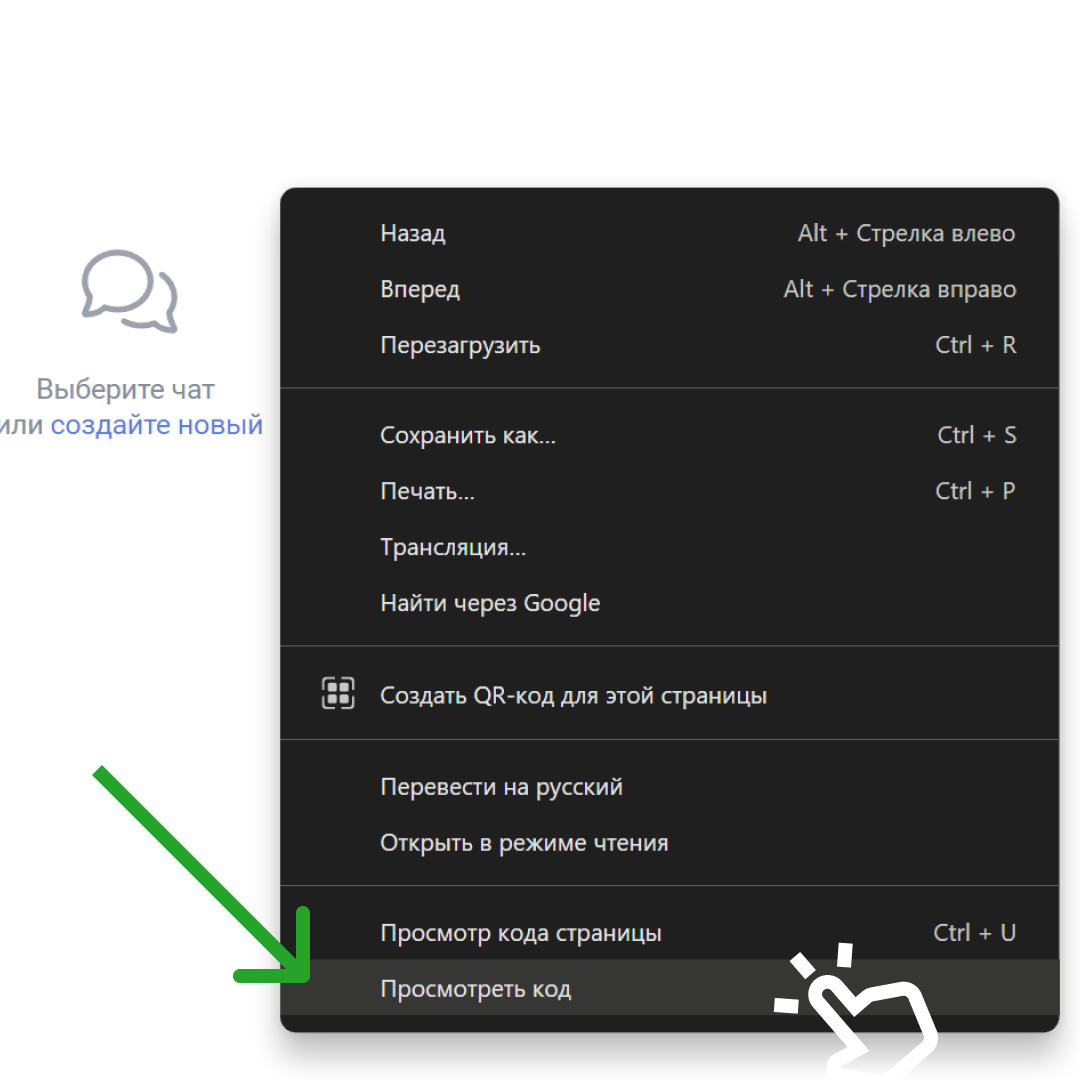 Выберите чат
или создайте новый
Назад Alt + Стрелка влево
Вперед Alt + Стрелка вправо
Перезагрузить Ctrl + R
Сохранить как... Ctrl + S
Печать... Ctrl + P
Трансляция...
Найти через Google
Создать QR-код для этой страницы
Перевести на русский
Открыть в режиме чтения
Просмотр кода страницы Ctrl + U
Просмотреть код